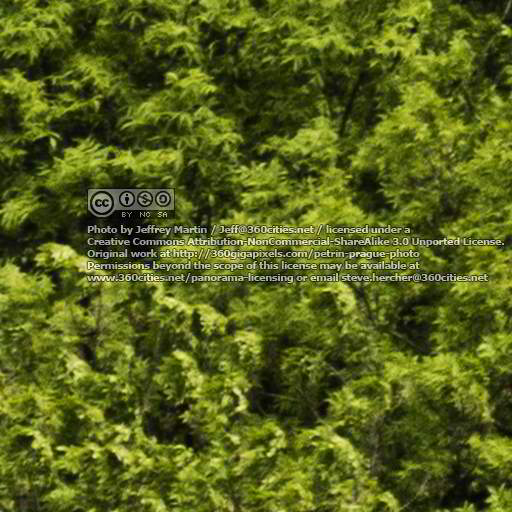 cc BY NC SA
Photo by Jeffrey Martin / Jeff@360cities.net / licensed under a
Creative Commons Attribution-NonCommercial-ShareAlike 3.0 Unported License.
Original work at http://360gigapixels.com/petrin-prague-photo
Permissions beyond the scope of this license may be available at
www.360cities.net/panorama-licensing or email steve.hercher@360cities.net